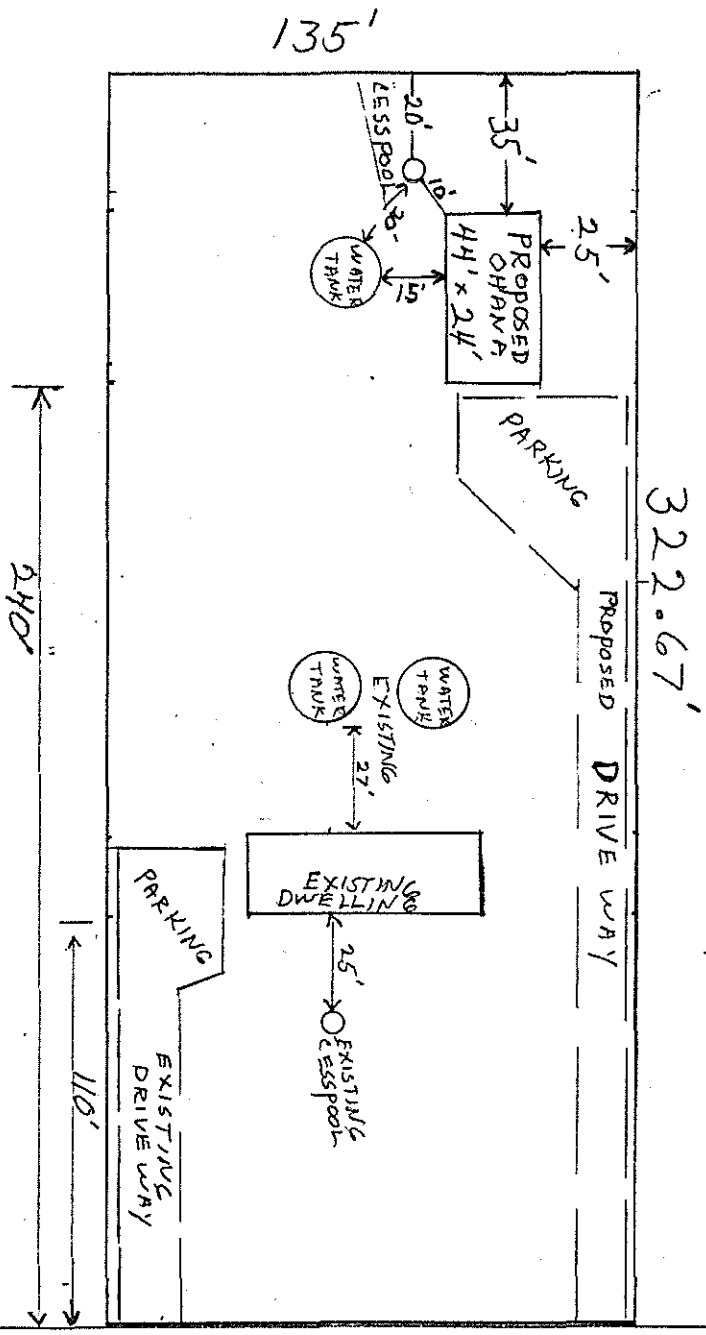 135'
322.67'
35'
25'
20'
CESSPOOL
10'
PROPOSED
OHANA
44' x 24'
WATER
TANK
15'
PARKING
PROPOSED DRIVE WAY
240'
WATER
TANK
WATER
TANK
EXISTING
27'
EXISTING
DWELLING
PARKING
25'
EXISTING
CESSPOOL
110'
EXISTING
DRIVE WAY